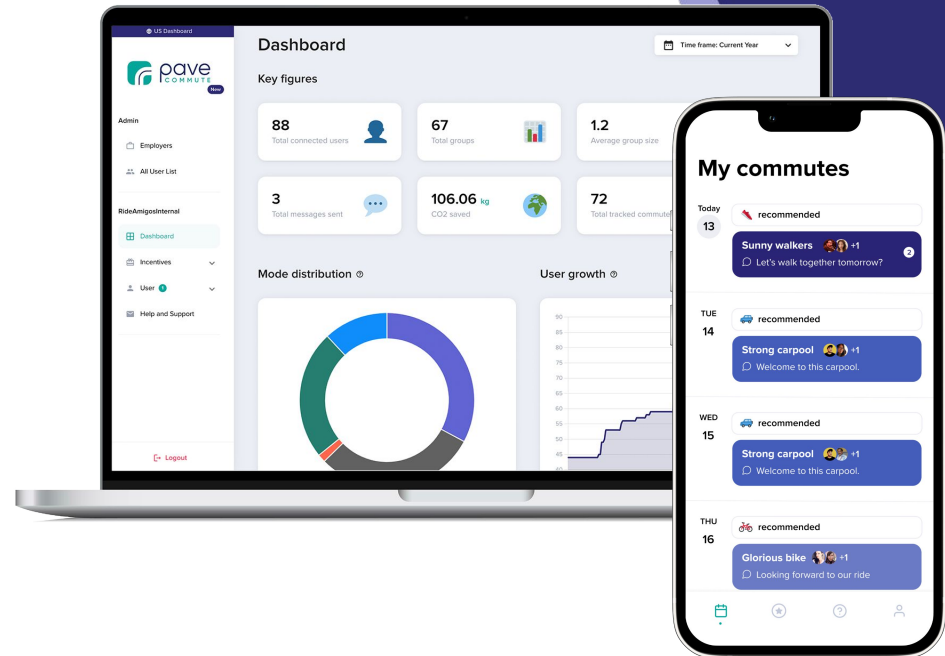 US Dashboard
pave
COMMUTE
New
Admin
Employers
All User List
RideAmigosInternal
Dashboard
Incentives
User 1
Help and Support
Logout
Dashboard
Time frame: Current Year
Key figures
88
Total connected users
67
Total groups
1.2
Average group size
3
Total messages sent
106.06 kg
CO2 saved
72
Total tracked commute
Mode distribution ?
User growth ?
90
85
80
75
70
65
60
55
50
45
40
My commutes
Today
13
recommended
Sunny walkers +1
Let's walk together tomorrow?
2
TUE
14
recommended
Strong carpool +1
Welcome to this carpool.
WED
15
recommended
Strong carpool +1
Welcome to this carpool.
THU
16
recommended
Glorious bike +1
Looking forward to our ride